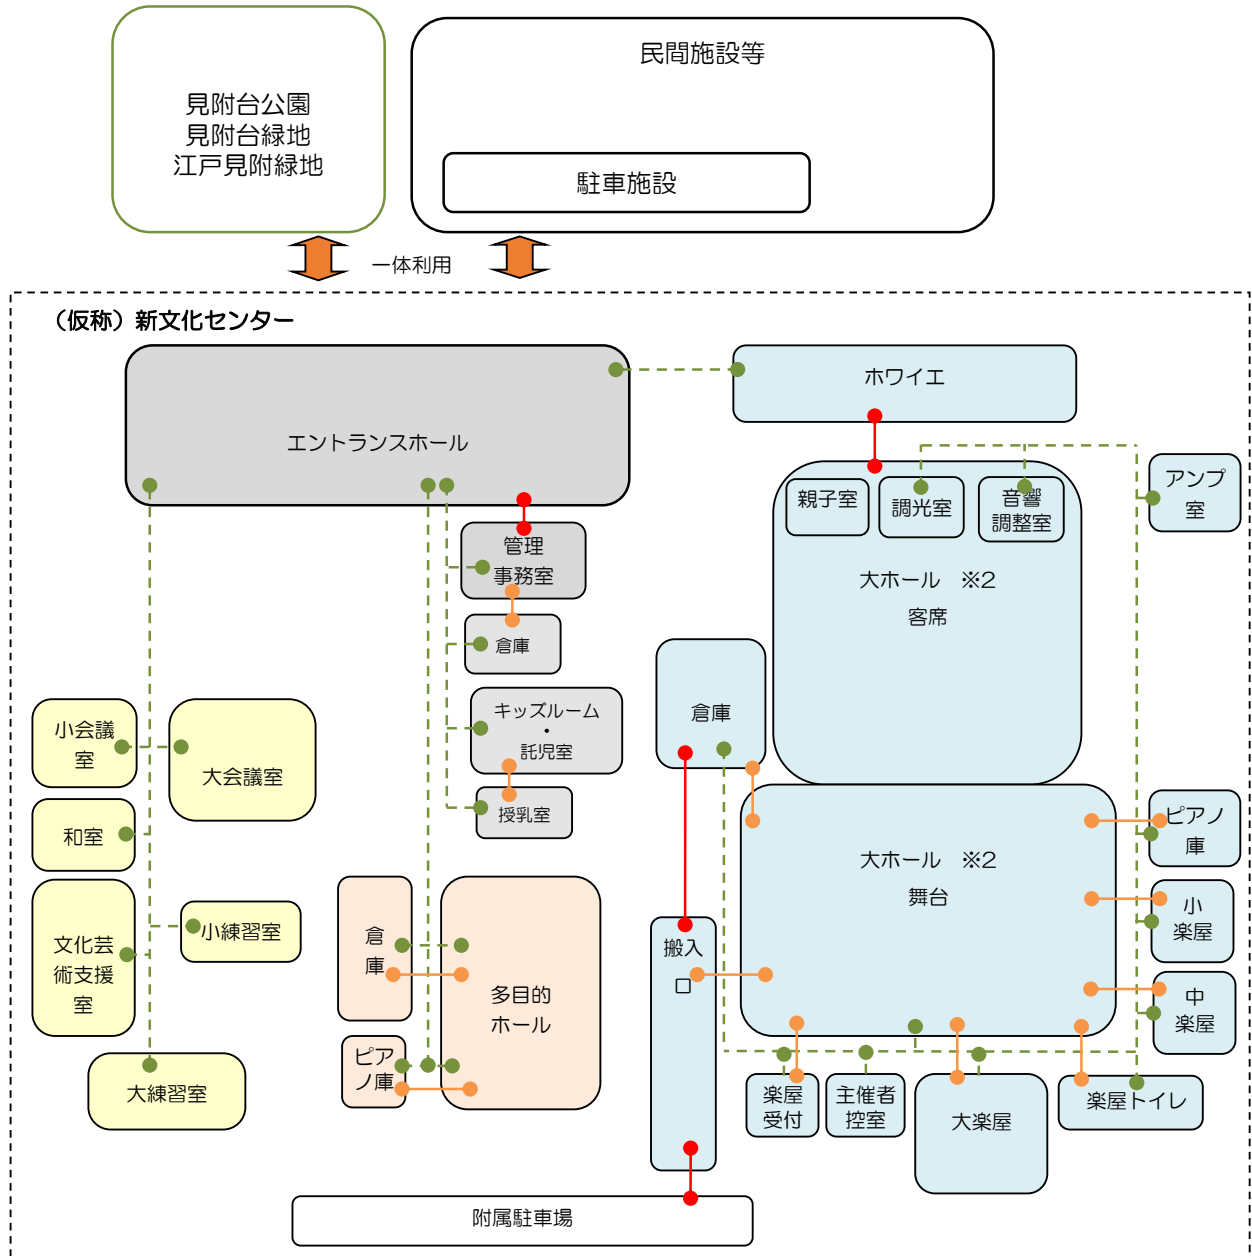 見附台公園
見附台緑地
江戸見附緑地
民間施設等
駐車施設
一体利用
（仮称）新文化センター
エントランスホール
ホワイエ
親子室
調光室
音響
調整室
アンプ
室
管理
事務室
大ホール　※2
客席
倉庫
倉庫
キッズルーム
・
託児室
授乳室
小会議
室
大会議室
和室
文化芸
術支援
室
小練習室
大練習室
倉
庫
多目的
ホール
ピア
ノ庫
大ホール　※2
舞台
ピアノ
庫
小
楽屋
中
楽屋
搬入
口
楽屋
受付
主催者
控室
大楽屋
楽屋トイレ
附属駐車場